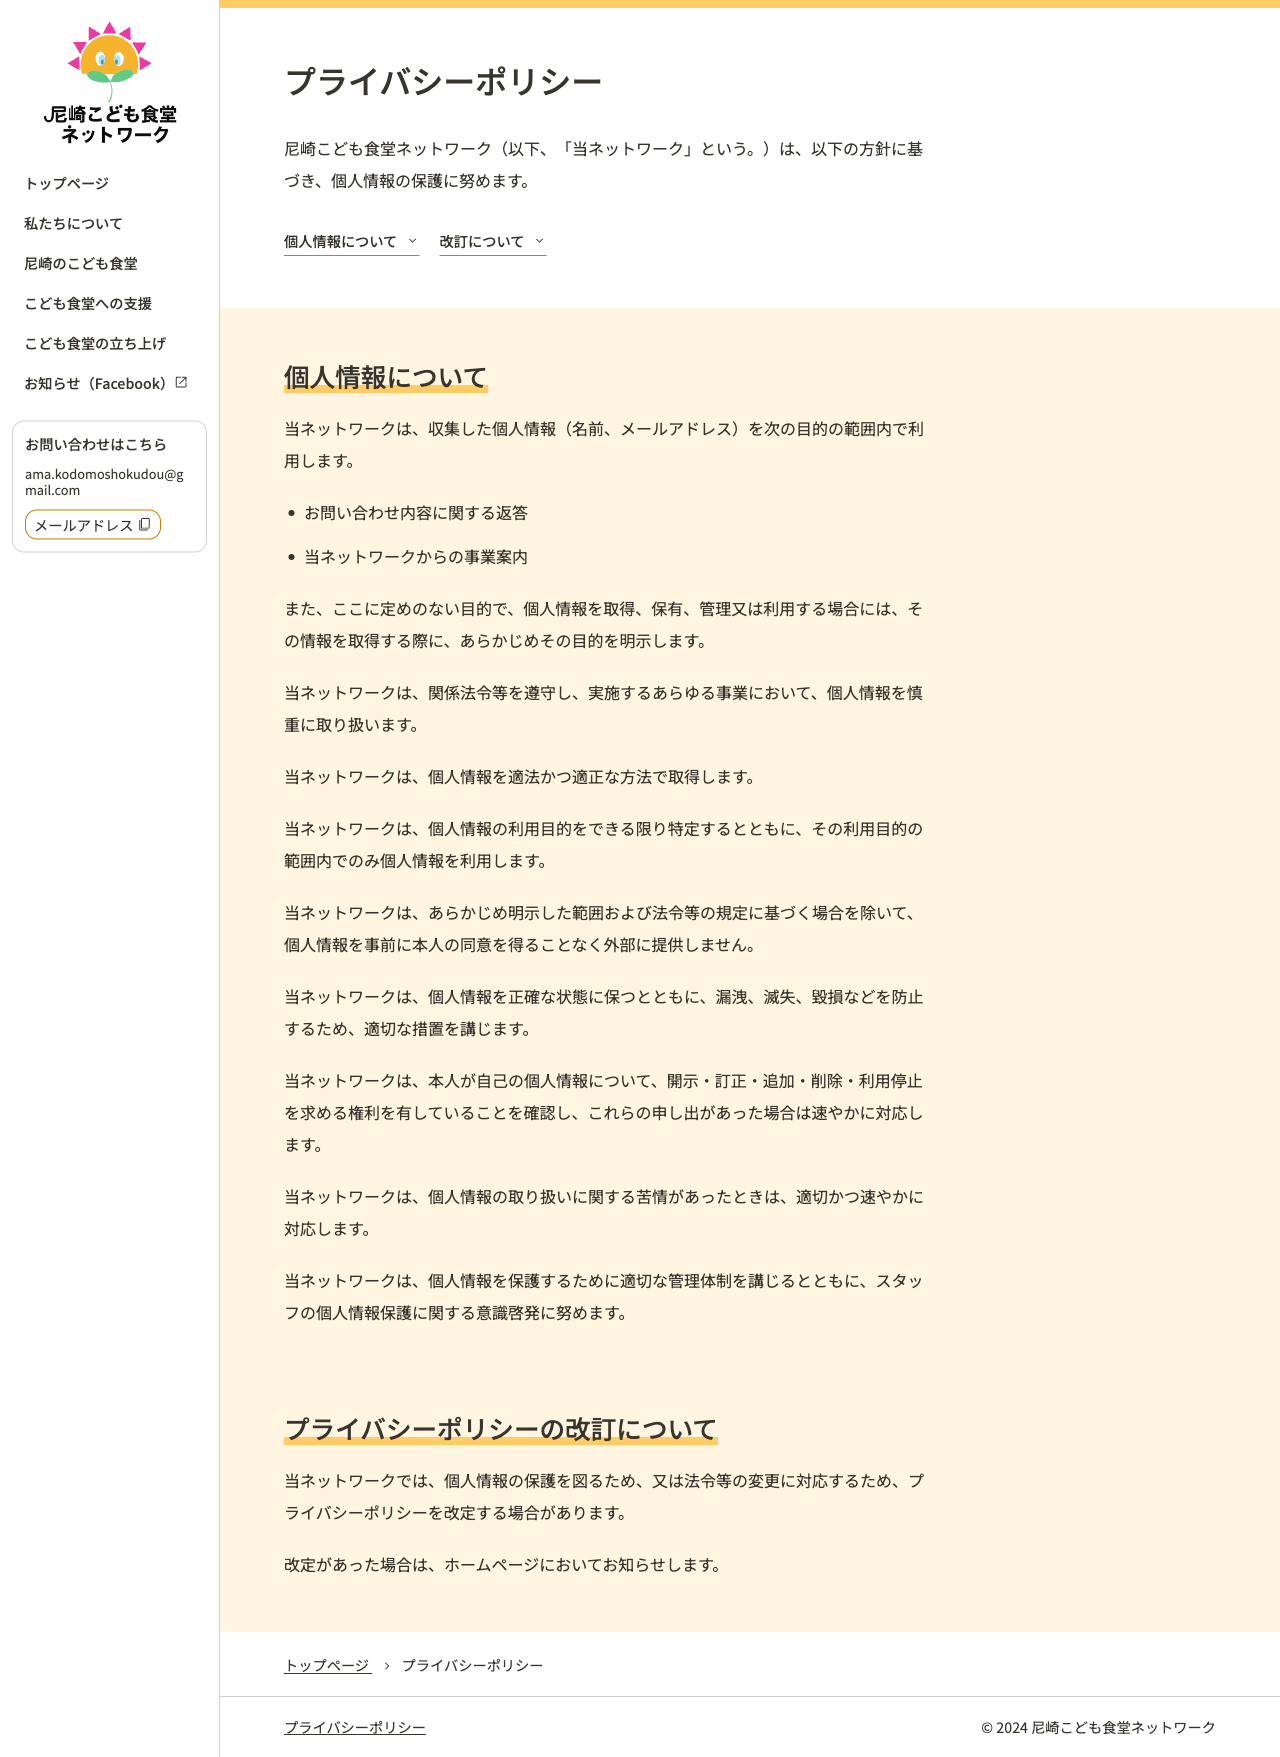 尼崎こども食堂
ネットワーク
トップページ
私たちについて
尼崎のこども食堂
こども食堂への支援
こども食堂の立ち上げ
お知らせ（Facebook）
お問い合わせはこちら
ama.kodomoshokudou@g
mail.com
メールアドレス
プライバシーポリシー
尼崎こども食堂ネットワーク（以下、「当ネットワーク」という。）は、以下の方針に基
づき、個人情報の保護に努めます。
個人情報について
改訂について
個人情報について
当ネットワークは、収集した個人情報（名前、メールアドレス）を次の目的の範囲内で利
用します。
• お問い合わせ内容に関する返答
• 当ネットワークからの事業案内
また、ここに定めのない目的で、個人情報を取得、保有、管理又は利用する場合には、そ
の情報を取得する際に、あらかじめその目的を明示します。
当ネットワークは、関係法令等を遵守し、実施するあらゆる事業において、個人情報を慎
重に取り扱います。
当ネットワークは、個人情報を適法かつ適正な方法で取得します。
当ネットワークは、個人情報の利用目的をできる限り特定するとともに、その利用目的の
範囲内でのみ個人情報を利用します。
当ネットワークは、あらかじめ明示した範囲および法令等の規定に基づく場合を除いて、
個人情報を事前に本人の同意を得ることなく外部に提供しません。
当ネットワークは、個人情報を正確な状態に保つとともに、漏洩、滅失、毀損などを防止
するため、適切な措置を講じます。
当ネットワークは、本人が自己の個人情報について、開示・訂正・追加・削除・利用停止
を求める権利を有していることを確認し、これらの申し出があった場合は速やかに対応し
ます。
当ネットワークは、個人情報の取り扱いに関する苦情があったときは、適切かつ速やかに
対応します。
当ネットワークは、個人情報を保護するために適切な管理体制を講じるとともに、スタッ
フの個人情報保護に関する意識啓発に努めます。
プライバシーポリシーの改訂について
当ネットワークでは、個人情報の保護を図るため、又は法令等の変更に対応するため、プ
ライバシーポリシーを改定する場合があります。
改定があった場合は、ホームページにおいてお知らせします。
トップページ › プライバシーポリシー
プライバシーポリシー
© 2024 尼崎こども食堂ネットワーク